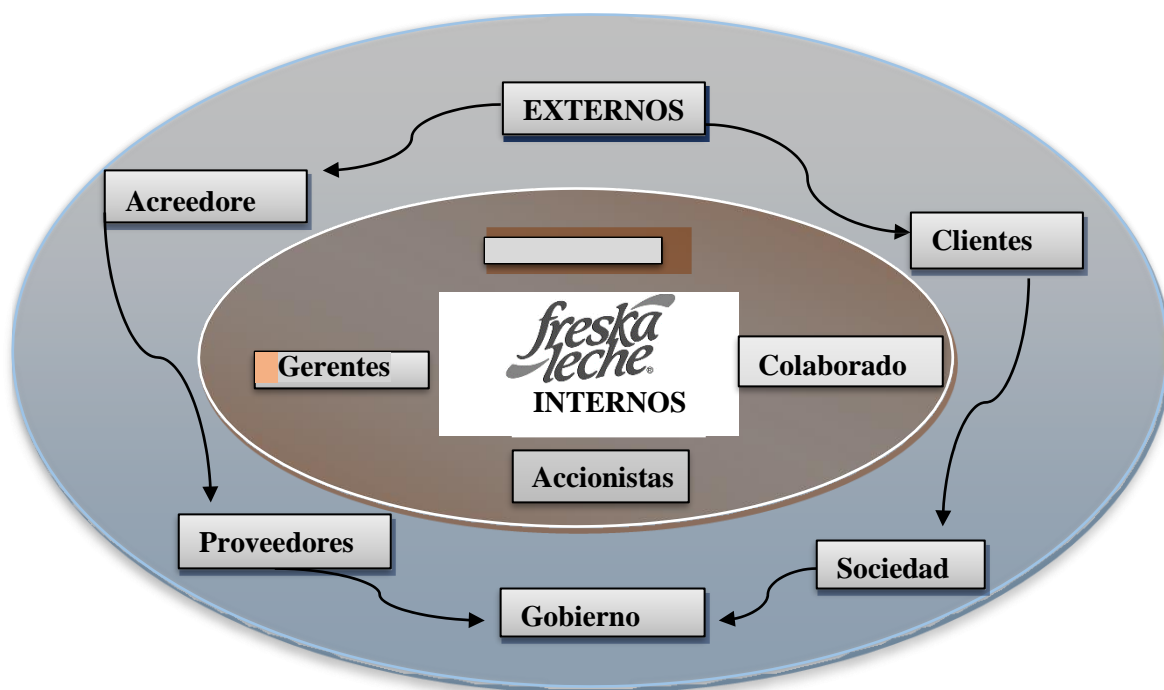 EXTERNOS
Acreedore
Clientes
freska
leche®
INTERNOS
Gerentes
Colaborado
Accionistas
Proveedores
Sociedad
Gobierno